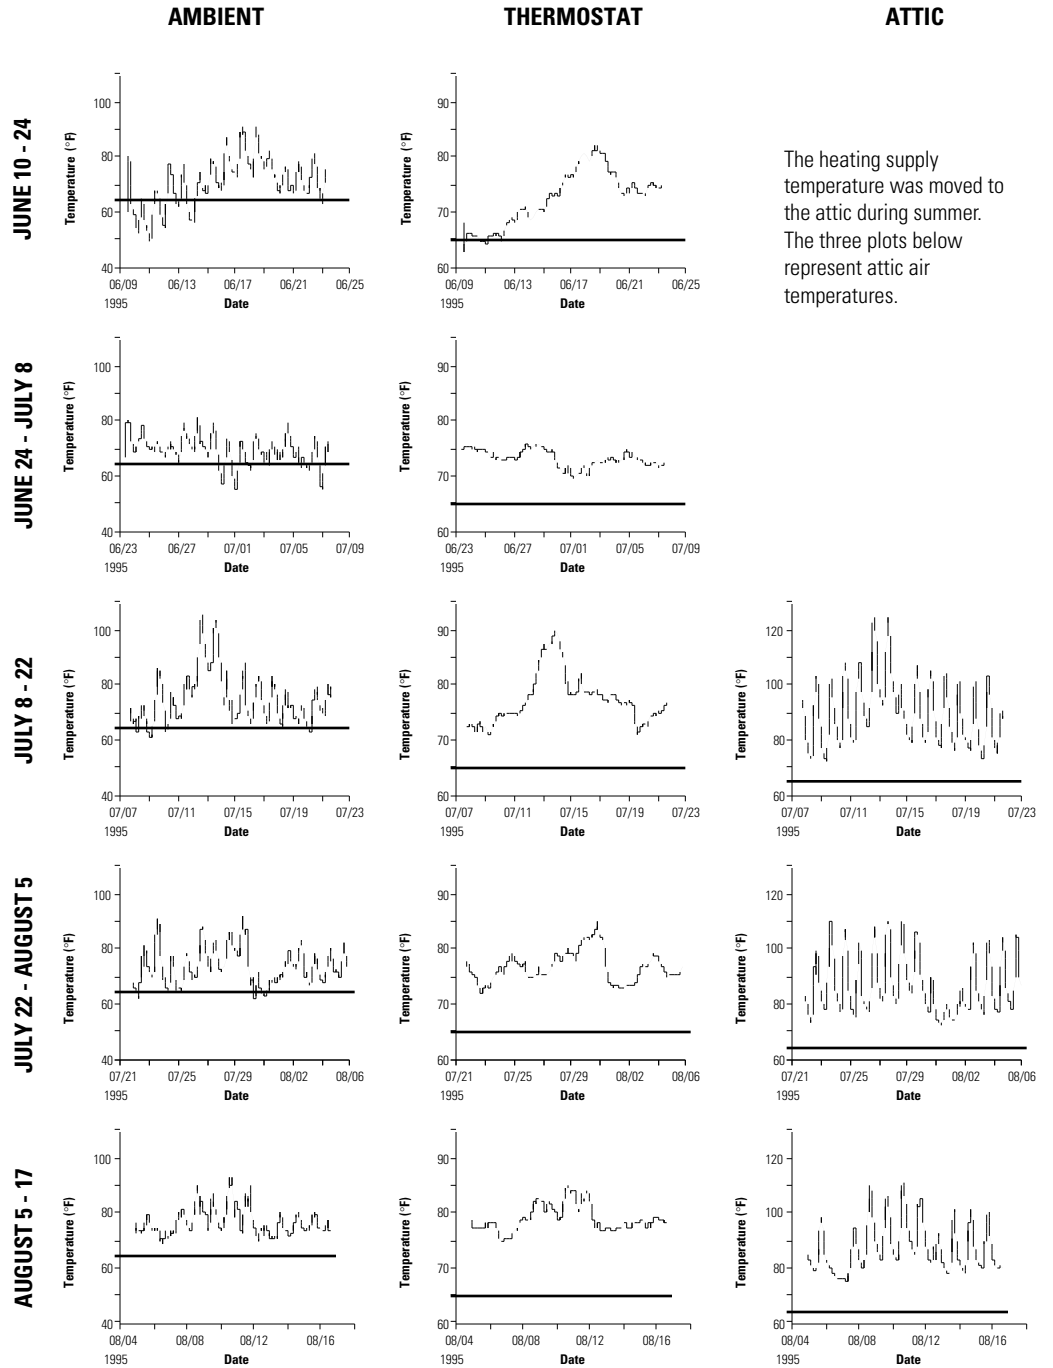 AMBIENT THERMOSTAT ATTIC
JUNE 10 - 24
Temperature (°F)
100
80
60
40
06/09 06/13 06/17 06/21 06/25
1995 Date
Temperature (°F)
90
80
70
60
06/09 06/13 06/17 06/21 06/25
1995 Date
The heating supply
temperature was moved to
the attic during summer.
The three plots below
represent attic air
temperatures.
JUNE 24 - JULY 8
Temperature (°F)
100
80
60
40
06/23 06/27 07/01 07/05 07/09
1995 Date
Temperature (°F)
90
80
70
60
06/23 06/27 07/01 07/05 07/09
1995 Date
JULY 8 - 22
Temperature (°F)
100
80
60
40
07/07 07/11 07/15 07/19 07/23
1995 Date
Temperature (°F)
90
80
70
60
07/07 07/11 07/15 07/19 07/23
1995 Date
Temperature (°F)
120
100
80
60
07/07 07/11 07/15 07/19 07/23
1995 Date
JULY 22 - AUGUST 5
Temperature (°F)
100
80
60
40
07/21 07/25 07/29 08/02 08/06
1995 Date
Temperature (°F)
90
80
70
60
07/21 07/25 07/29 08/02 08/06
1995 Date
Temperature (°F)
120
100
80
60
07/21 07/25 07/29 08/02 08/06
1995 Date
AUGUST 5 - 17
Temperature (°F)
100
80
60
40
08/04 08/08 08/12 08/16
1995 Date
Temperature (°F)
90
80
70
60
08/04 08/08 08/12 08/16
1995 Date
Temperature (°F)
120
100
80
60
08/04 08/08 08/12 08/16
1995 Date